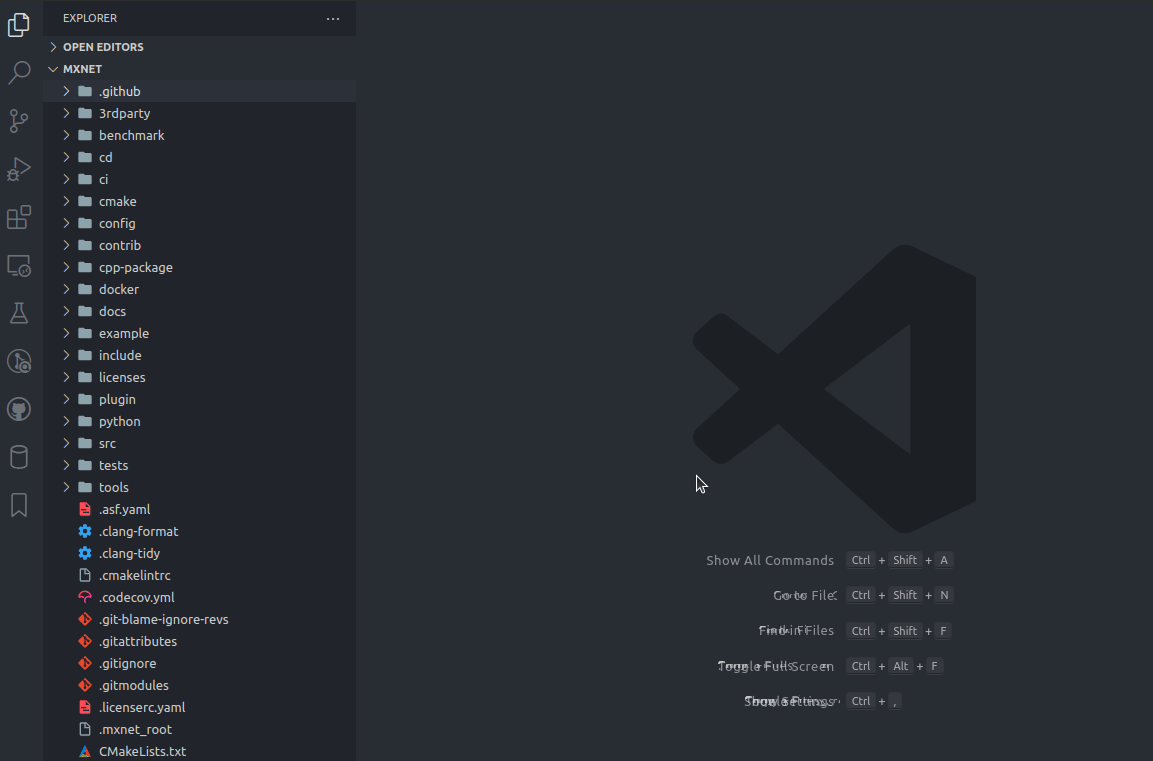 EXPLORER
OPEN EDITORS
MXNET
.github
3rdparty
benchmark
cd
ci
cmake
config
contrib
cpp-package
docker
docs
example
include
licenses
plugin
python
src
tests
tools
.asf.yaml
.clang-format
.clang-tidy
.cmakelintrc
.codecov.yml
.git-blame-ignore-revs
.gitattributes
.gitignore
.gitmodules
.licenserc.yaml
.mxnet_root
CMakeLists.txt
Show All Commands Ctrl + Shift + A
Go to File Ctrl + Shift + N
Find in Files Ctrl + Shift + F
Toggle Full Screen Ctrl + Alt + F
Settings Ctrl + ,